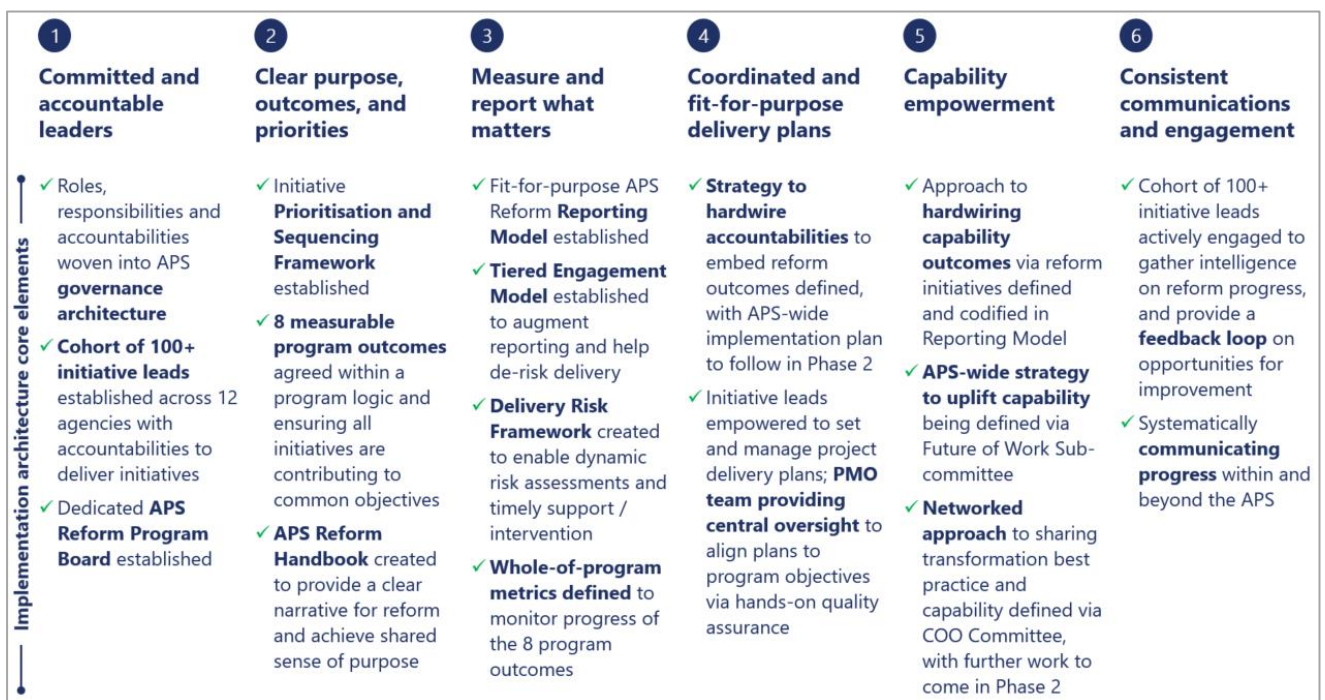 1
Committed and
accountable
leaders
✓ Roles,
responsibilities and
accountabilities
woven into APS
governance
architecture
✓ Cohort of 100+
initiative leads
established across 12
agencies with
accountabilities to
deliver initiatives
✓ Dedicated APS
Reform Program
Board established
2
Clear purpose,
outcomes, and
priorities
✓ Initiative
Prioritisation and
Sequencing
Framework
established
✓ 8 measurable
program outcomes
agreed within a
program logic and
ensuring all
initiatives are
contributing to
common objectives
✓ APS Reform
Handbook created
to provide a clear
narrative for reform
and achieve shared
sense of purpose
3
Measure and
report what
matters
✓ Fit-for-purpose APS
Reform Reporting
Model established
✓ Tiered Engagement
Model established
to augment
reporting and help
de-risk delivery
✓ Delivery Risk
Framework created
to enable dynamic
risk assessments and
timely support /
intervention
✓ Whole-of-program
metrics defined to
monitor progress of
the 8 program
outcomes
4
Coordinated and
fit-for-purpose
delivery plans
✓ Strategy to
hardwire
accountabilities to
embed reform
outcomes defined,
with APS-wide
implementation plan
to follow in Phase 2
✓ Initiative leads
empowered to set
and manage project
delivery plans; PMO
team providing
central oversight to
align plans to
program objectives
via hands-on quality
assurance
5
Capability
empowerment
✓ Approach to
hardwiring
capability
outcomes via reform
initiatives defined
and codified in
Reporting Model
✓ APS-wide strategy
to uplift capability
being defined via
Future of Work Sub-
committee
✓ Networked
approach to sharing
transformation best
practice and
capability defined via
COO Committee,
with further work to
come in Phase 2
6
Consistent
communications
and engagement
✓ Cohort of 100+
initiative leads
actively engaged to
gather intelligence
on reform progress,
and provide a
feedback loop on
opportunities for
improvement
✓ Systematically
communicating
progress within and
beyond the APS
Implementation architecture core elements